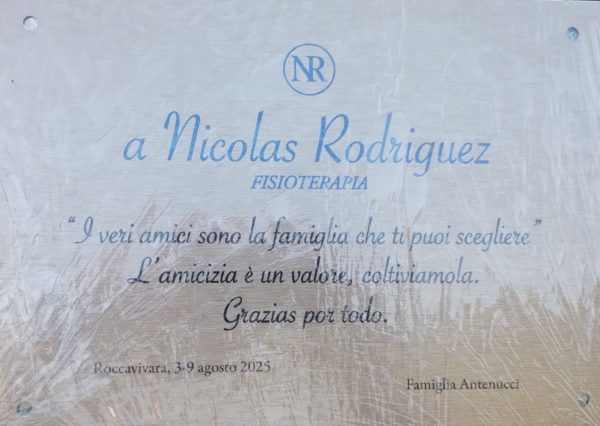 NR
a Nicolas Rodriguez
FISIOTERAPIA
“I veri amici sono la famiglia che ti puoi scegliere”
L'amicizia è un valore, coltiviamola.
Grazias por todo.
Roccavivara, 3-9 agosto 2025
Famiglia Antenucci